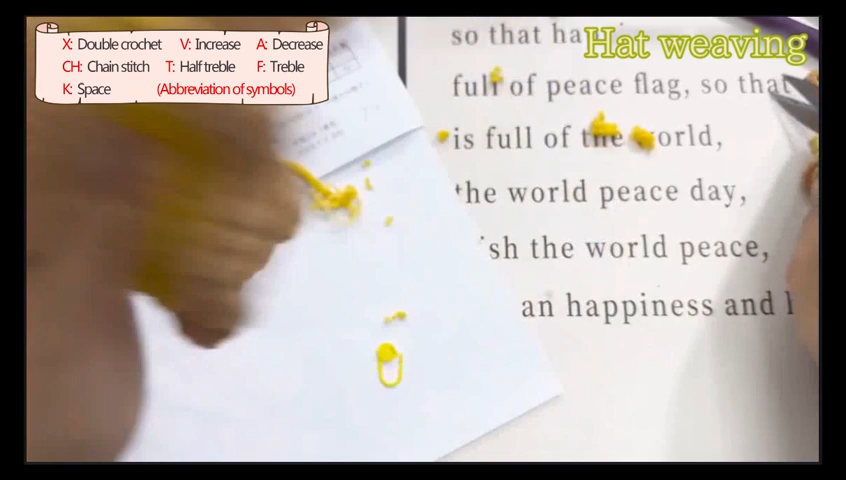 X: Double crochet V: Increase A: Decrease
CH: Chain stitch T: Half treble F: Treble
K: Space (Abbreviation of symbols)
Hat weaving
so that
full of peace flag, so that
is full of the world,
the world peace day,
the world peace,
an happiness and